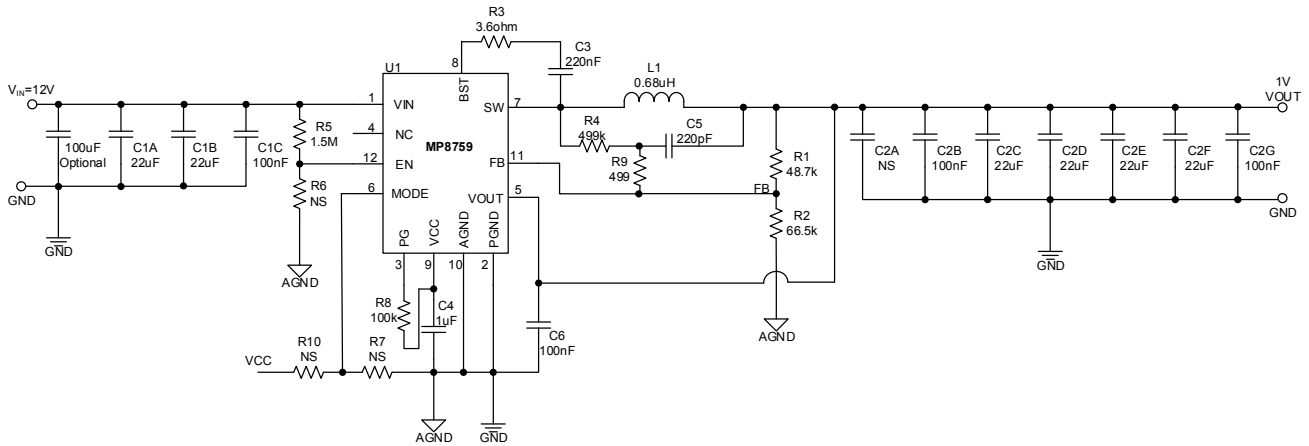 R3
3.6ohm
C3
220nF
U1
8
BST
L1
0.68uH
VIN=12V
1V
VOUT
1
VIN
SW
7
4
NC
MP8759
R5
1.5M
R4
499k
C5
220pF
100uF
Optional
C1A
22uF
C1B
22uF
C1C
100nF
12
EN
FB
11
R9
499
R1
48.7k
C2A
NS
C2B
100nF
C2C
22uF
C2D
22uF
C2E
22uF
C2F
22uF
C2G
100nF
R6
NS
6
MODE
VOUT
5
FB
GND
R2
66.5k
GND
PG
VCC
AGND
PGND
3
9
10
2
GND
GND
AGND
R8
100k
C4
1uF
C6
100nF
AGND
R10
NS
R7
NS
VCC
AGND
GND